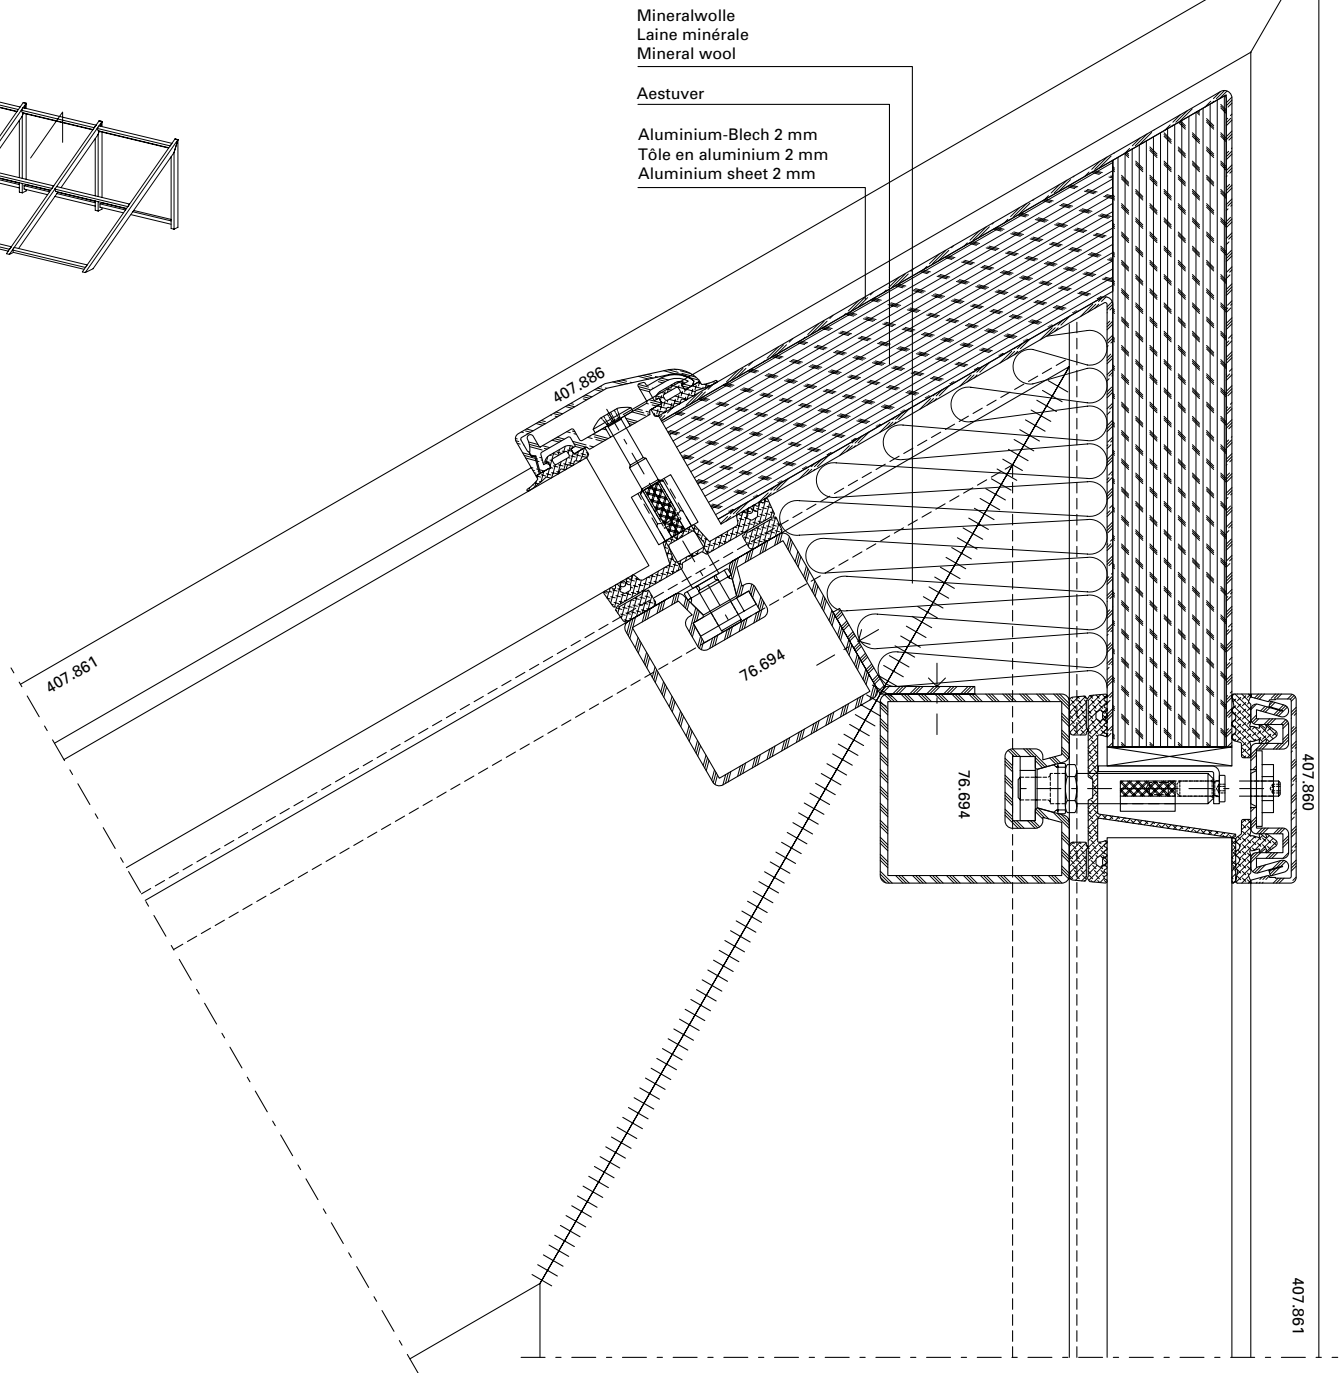 Mineralwolle
Laine minérale
Mineral wool
Aestuver
Aluminium-Blech 2 mm
Tôle en aluminium 2 mm
Aluminium sheet 2 mm
407.886
407.861
76.694
76.694
407.860
407.861